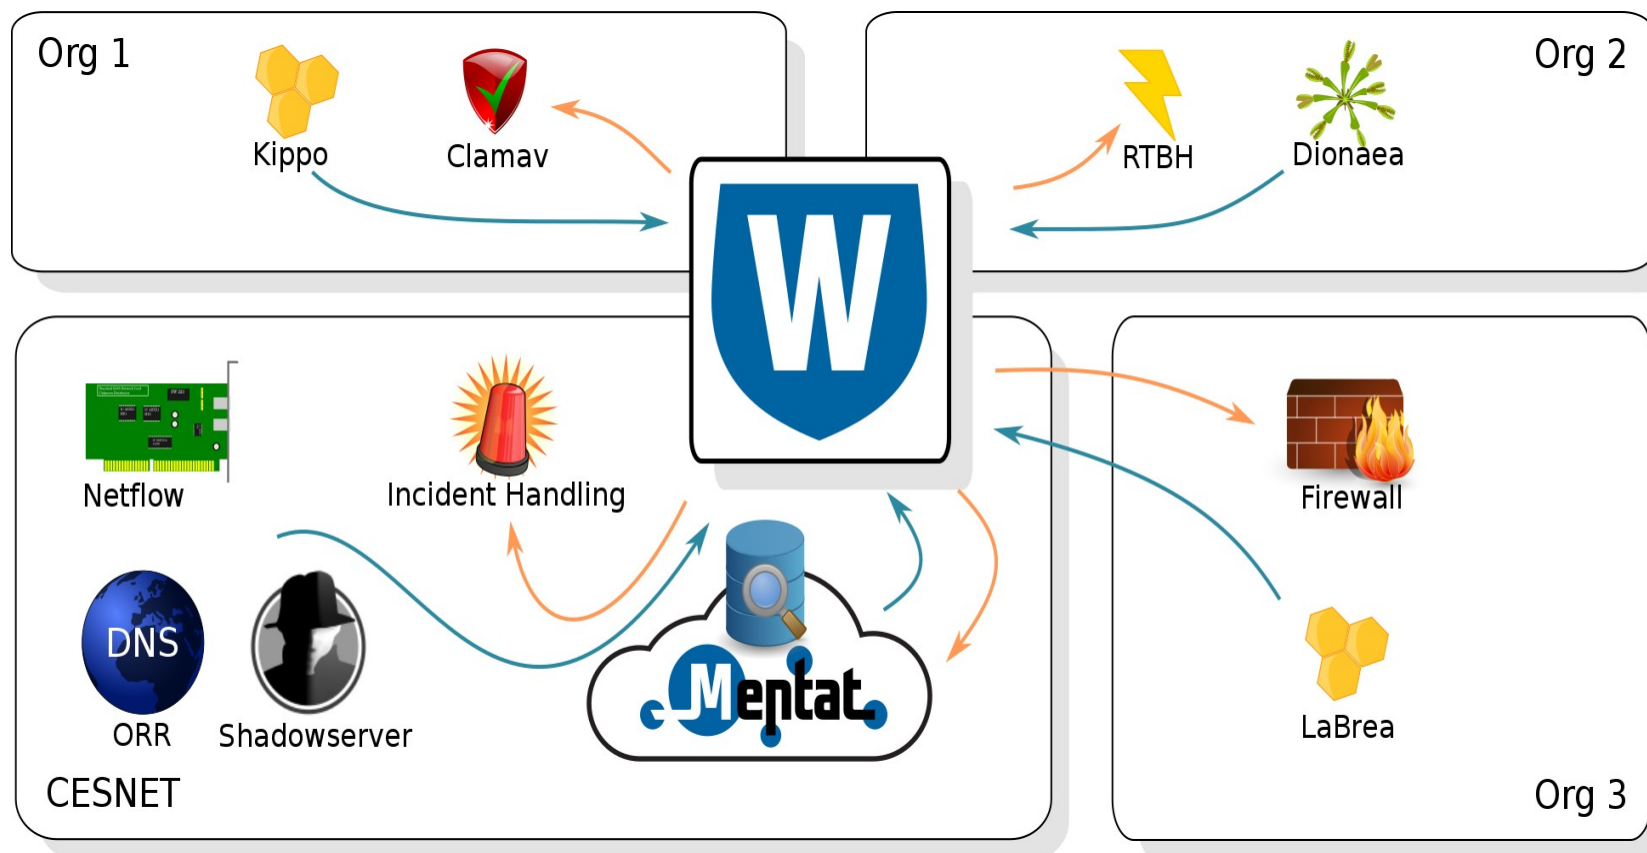 Org 1
Kippo
Clamav
Org 2
RTBH
Dionaea
W
Netflow
Incident Handling
Firewall
DNS
ORR
Shadowserver
Mentat
LaBrea
CESNET
Org 3